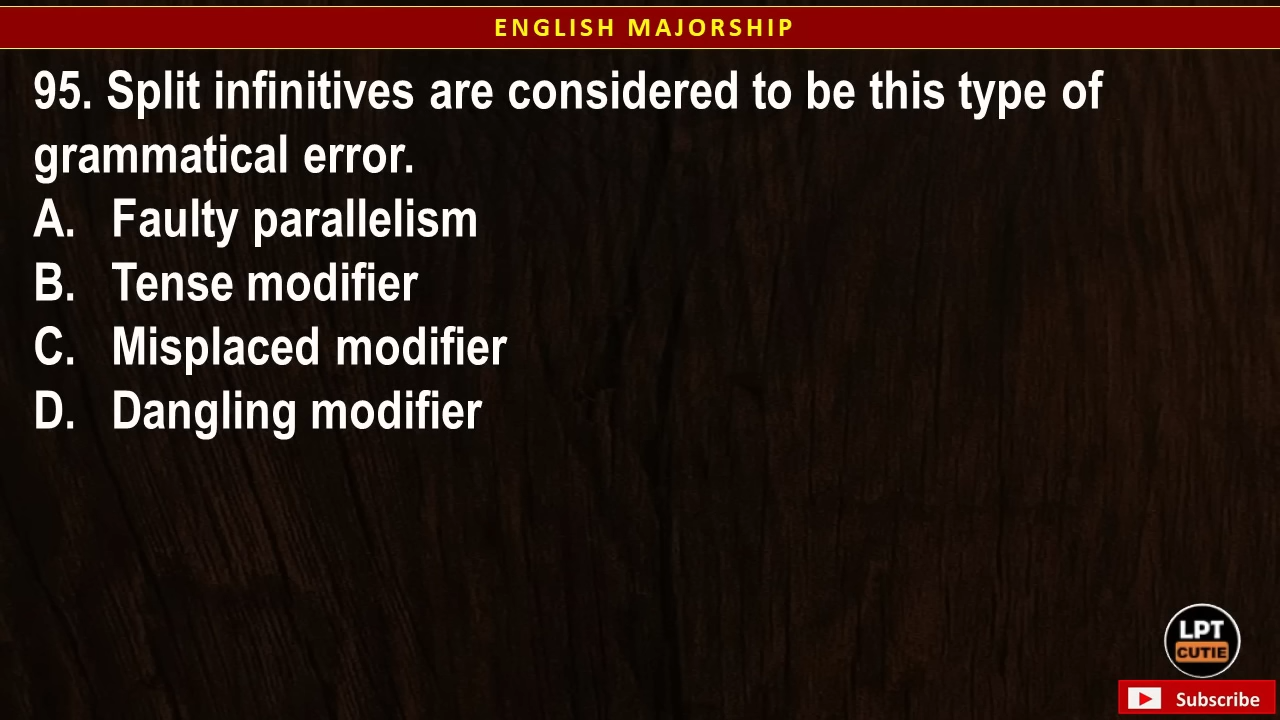 ENGLISH MAJORSHIP
95. Split infinitives are considered to be this type of
grammatical error.
A. Faulty parallelism
B. Tense modifier
C. Misplaced modifier
D. Dangling modifier
LPT
CUTIE
Subscribe